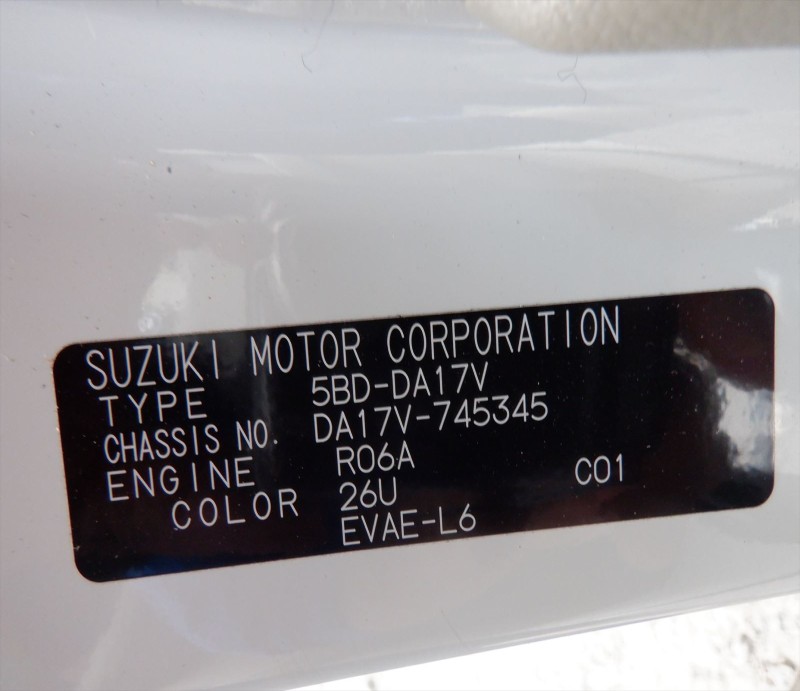 SUZUKI MOTOR CORPORATION
TYPE 5BD-DA17V
CHASSIS NO. DA17V-745345
ENGINE R06A
COLOR 26U C01
EVAE-L6